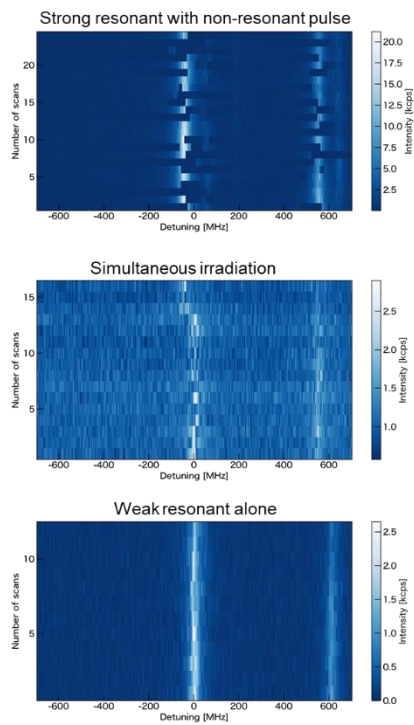 Strong resonant with non-resonant pulse
Number of scans
20
15
10
5
-600 -400 -200 0 200 400 600
Detuning [MHz]
20.0
17.5
15.0
12.5
10.0
7.5
5.0
2.5
Intensity [kcps]
Simultaneous irradiation
Number of scans
15
10
5
-600 -400 -200 0 200 400 600
Detuning [MHz]
2.5
2.0
1.5
1.0
Intensity [kcps]
Weak resonant alone
Number of scans
10
5
-600 -400 -200 0 200 400 600
Detuning [MHz]
2.5
2.0
1.5
1.0
0.5
0.0
Intensity [kcps]